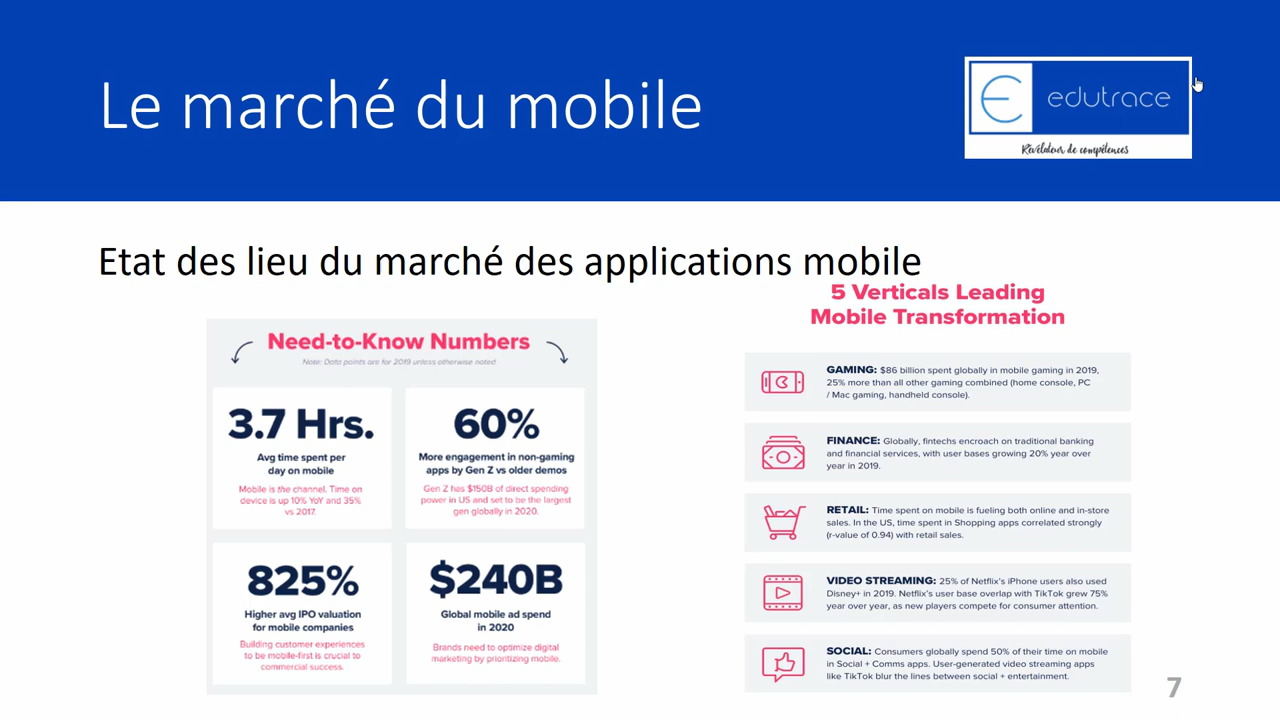 Le marché du mobile
edutrace
Révélateur de compétences
Etat des lieu du marché des applications mobile
Need-to-Know Numbers
Note: Data points are for 2019 unless otherwise noted
3.7 Hrs.
Avg time spent per
day on mobile
Mobile is the channel. Time on
device is up 10% YoY and 35%
vs 2017.
60%
More engagement in non-gaming
apps by Gen Z vs older demos
Gen Z has $150B of direct spending
power in US and set to be the largest
gen globally in 2020.
825%
Higher avg IPO valuation
for mobile companies
Building customer experiences
to be mobile-first is crucial to
commercial success.
$240B
Global mobile ad spend
in 2020
Brands need to optimize digital
marketing by prioritizing mobile.
5 Verticals Leading
Mobile Transformation
GAMING: $86 billion spent globally in mobile gaming in 2019,
25% more than all other gaming combined (home console, PC
/ Mac gaming, handheld console).
FINANCE: Globally, fintechs encroach on traditional banking
and financial services, with user bases growing 20% year over
year in 2019.
RETAIL: Time spent on mobile is fueling both online and in-store
sales. In the US, time spent in Shopping apps correlated strongly
(r-value of 0.94) with retail sales.
VIDEO STREAMING: 25% of Netflix's iPhone users also used
Disney+ in 2019. Netflix's user base overlap with TikTok grew 75%
year over year, as new players compete for consumer attention.
SOCIAL: Consumers globally spend 50% of their time on mobile
in Social + Comms apps. User-generated video streaming apps
like TikTok blur the lines between social + entertainment.
7